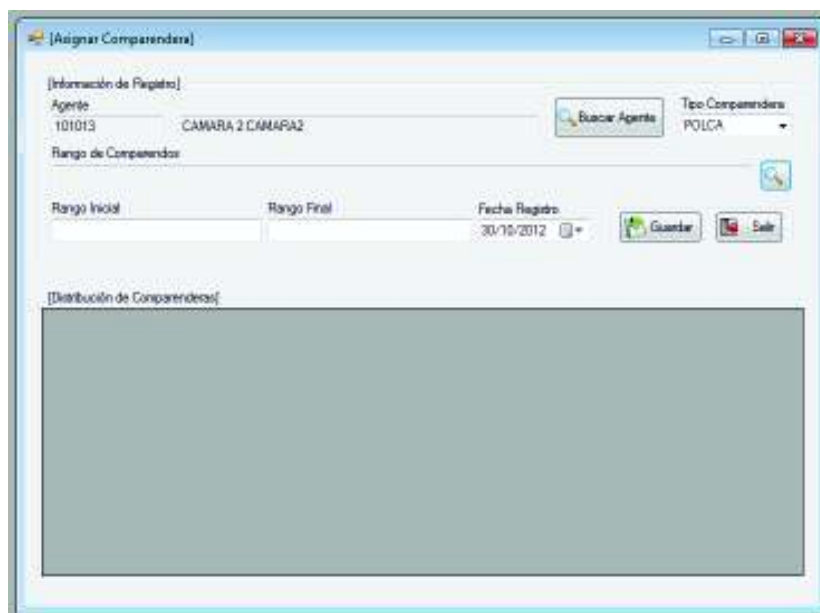 [Asignar Comparendera]
[Información de Registro]
Agente
101013 CAMARA 2 CAMARA2
Buscar Agente
Tipo Comparendera
POLCA
Rango de Comparendos
Rango Inicial
Rango Final
Fecha Registro
30/10/2012
Guardar
Salir
[Distribución de Comparenderas]